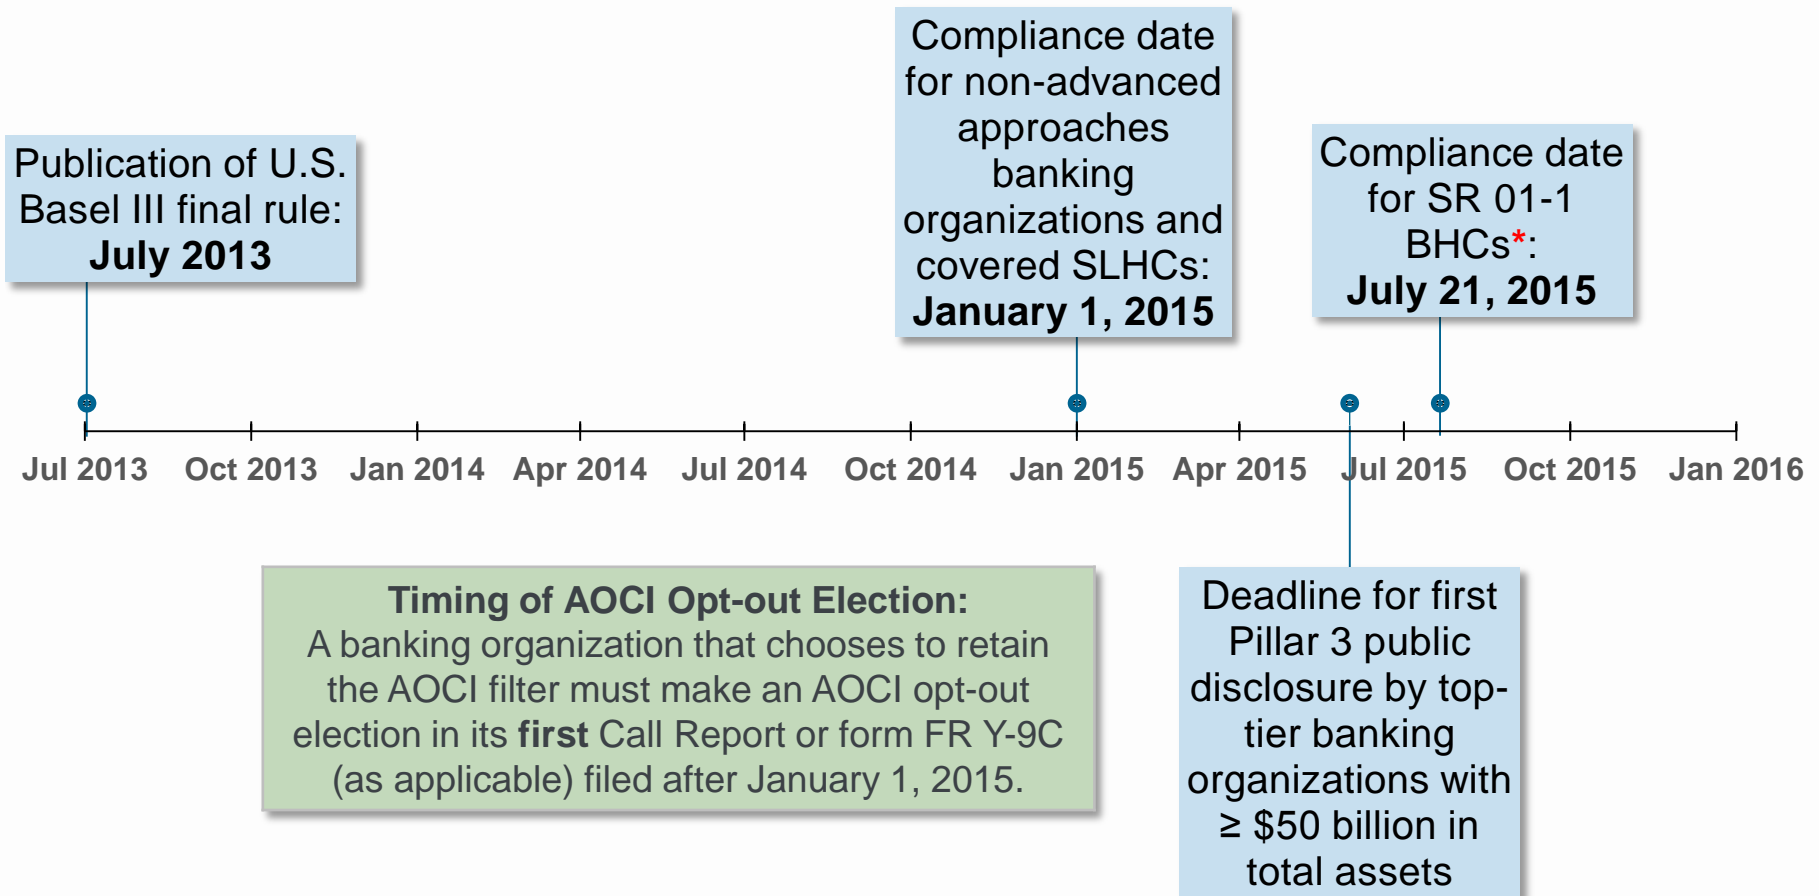 Compliance date
for non-advanced
approaches
banking
organizations and
covered SLHCs:
January 1, 2015
Publication of U.S.
Basel III final rule:
July 2013
Compliance date
for SR 01-1
BHCs*:
July 21, 2015
Jul 2013 Oct 2013 Jan 2014 Apr 2014 Jul 2014 Oct 2014 Jan 2015 Apr 2015 Jul 2015 Oct 2015 Jan 2016
Timing of AOCI Opt-out Election:
A banking organization that chooses to retain
the AOCI filter must make an AOCI opt-out
election in its first Call Report or form FR Y-9C
(as applicable) filed after January 1, 2015.
Deadline for first
Pillar 3 public
disclosure by top-
tier banking
organizations with
≥ $50 billion in
total assets